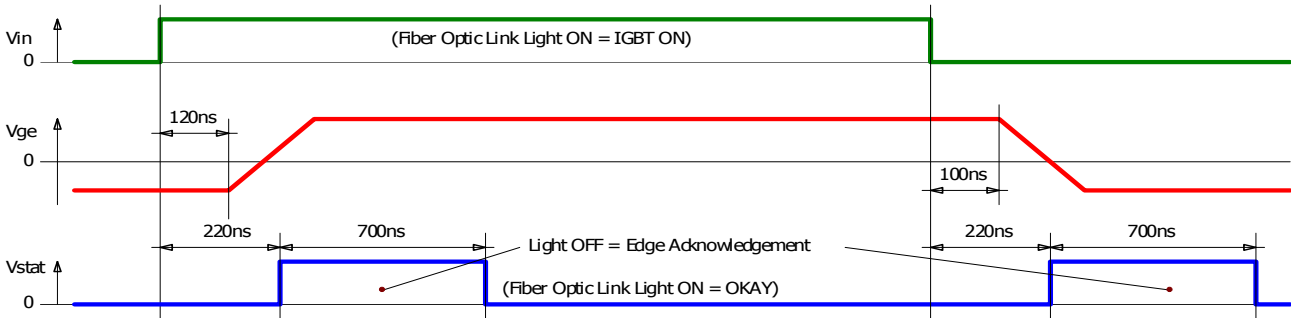 Vin
(Fiber Optic Link Light ON = IGBT ON)
0
120ns
Vge
0
100ns
220ns
700ns
Light OFF = Edge Acknowledgement
220ns
700ns
Vstat
(Fiber Optic Link Light ON = OKAY)
0